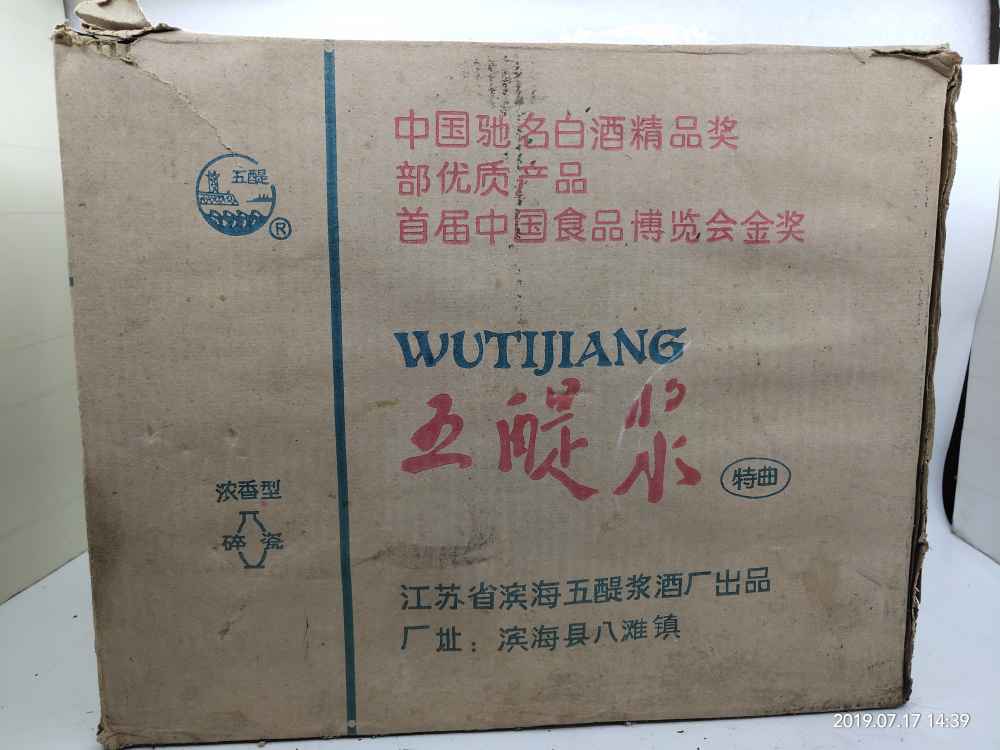 中国驰名白酒精品奖
部优质产品
首届中国食品博览会金奖
五醍
R
WUTIJIANG
五醍浆
特曲
浓香型
碎瓷
江苏省滨海五醍浆酒厂出品
厂址：滨海县八滩镇
2019.07.17 14:39